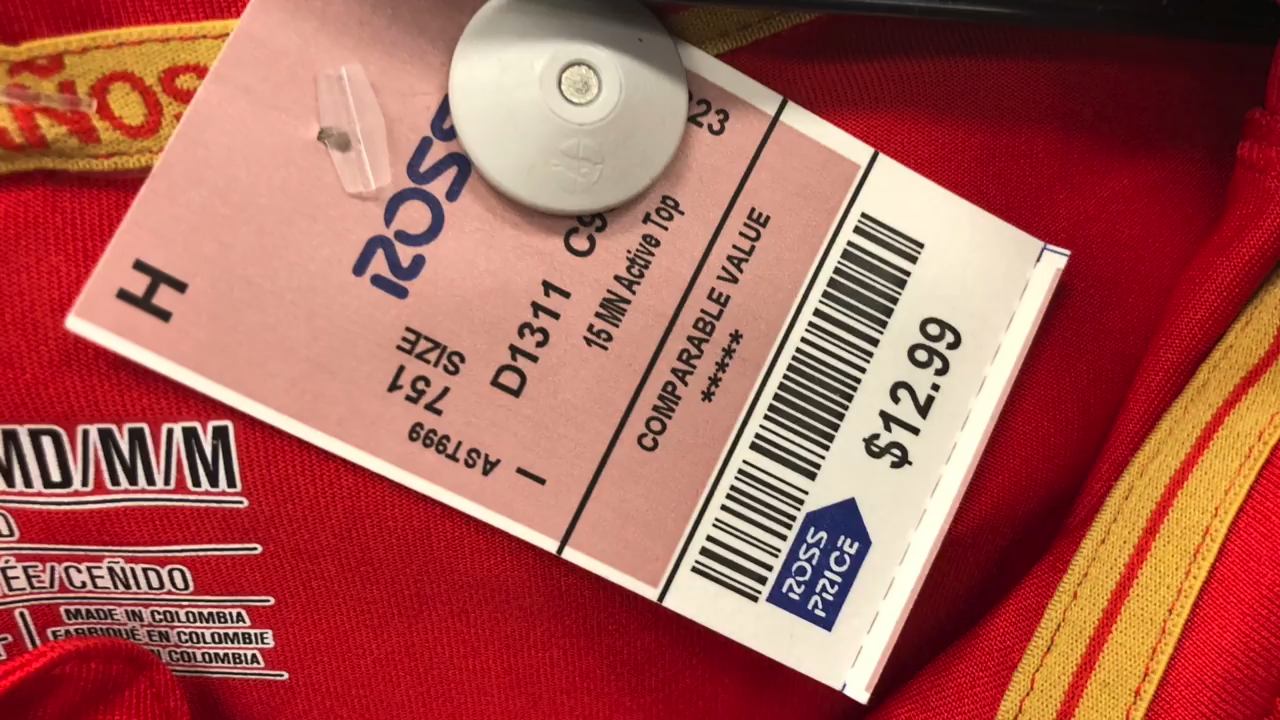 H
ROSS
751
SIZE
AST999
I
D1311 C9
23
15 MN Active Top
COMPARABLE VALUE
*****
$12.99
ROSS
PRICE
MD/M/M
ÉE/CEÑIDO
MADE IN COLOMBIA
FABRIQUÉ EN COLOMBIE
COLOMBIA